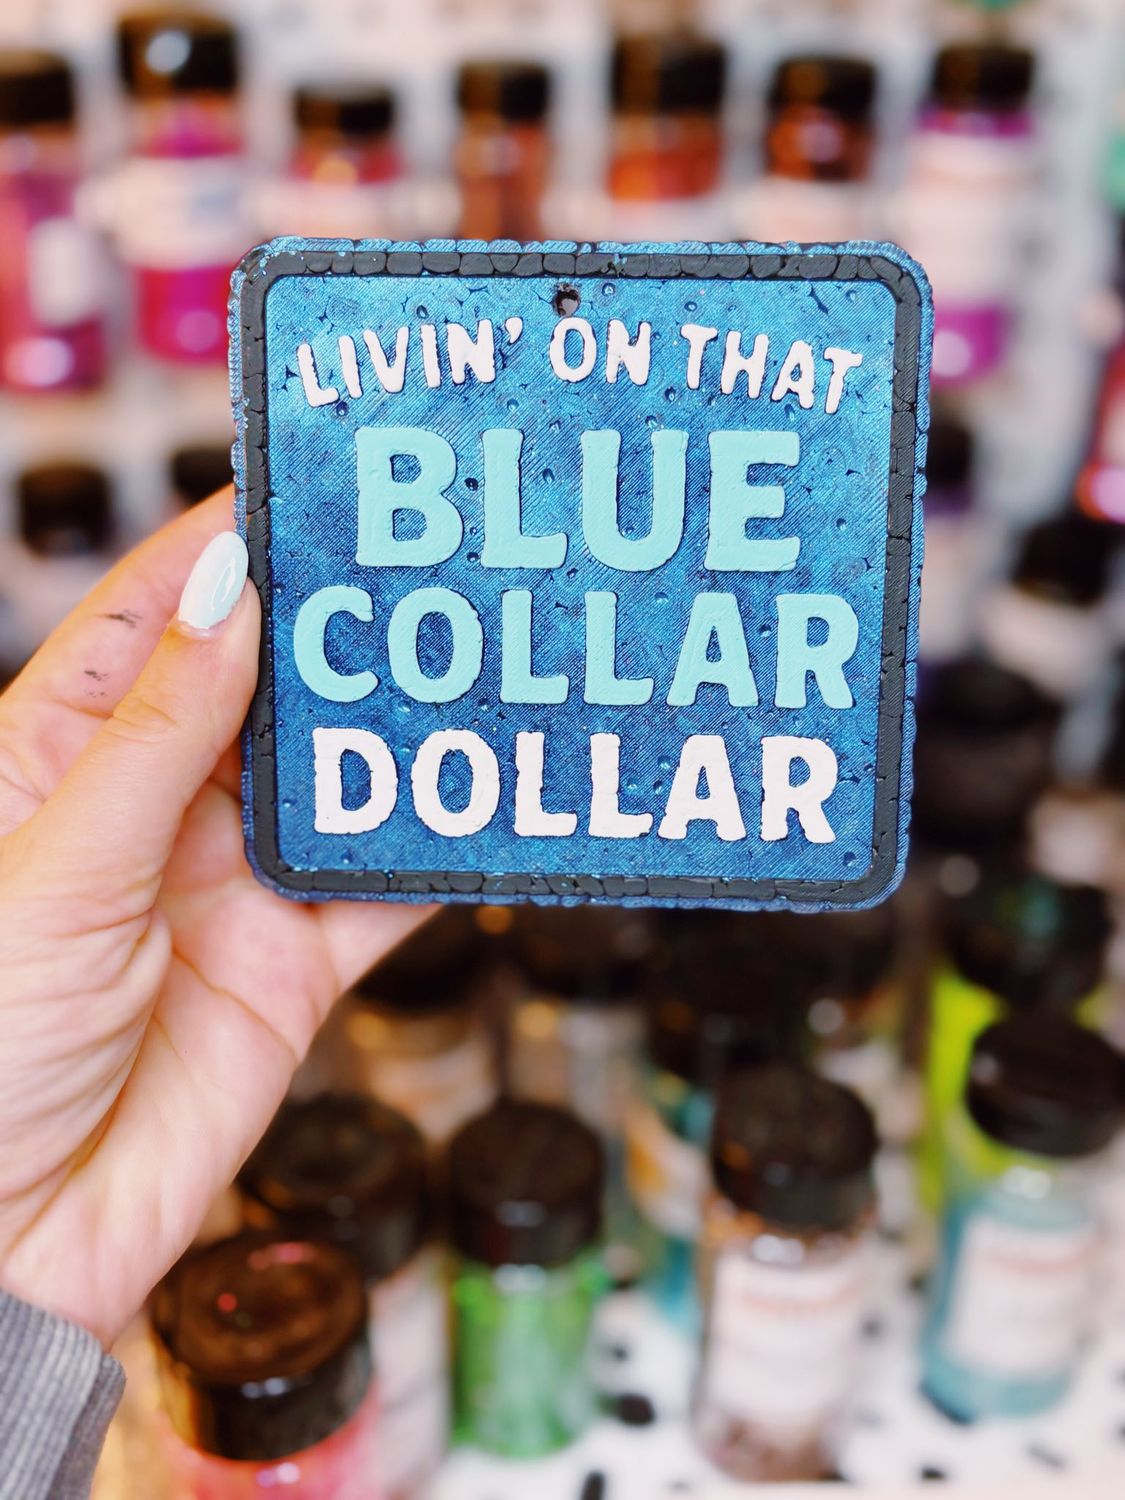 LIVIN' ON THAT
BLUE
COLLAR
DOLLAR